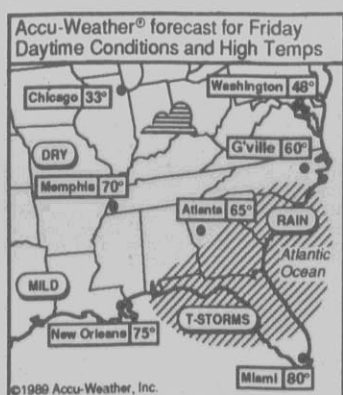 Accu-Weather® forecast for Friday
Daytime Conditions and High Temps
Washington 48°
Chicago 33°
G'ville 60°
DRY
Memphis 70°
Atlanta 65°
RAIN
Atlantic
Ocean
MILD
T-STORMS
New Orleans 75°
Miami 80°
©1989 Accu-Weather, Inc.